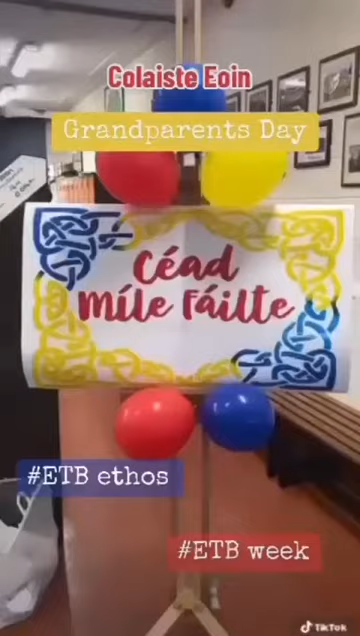 Colaiste Eoin
Grandparents Day
Céad
míle Fáilte
#ETB ethos
#ETB week
TikTok